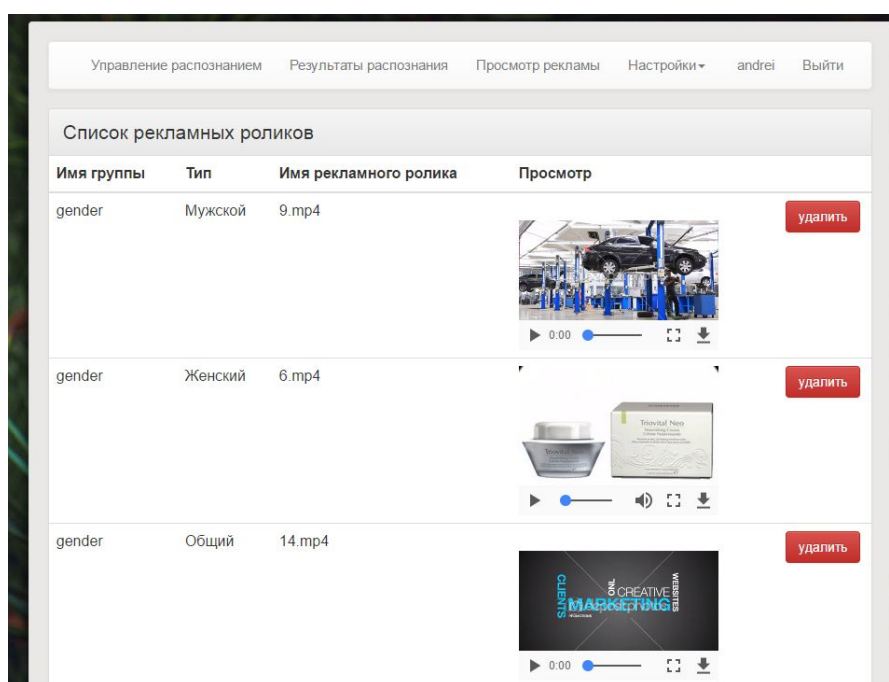 Управление распознанием Результаты распознания Просмотр рекламы Настройки andrei Выйти
Список рекламных роликов
Имя группы Тип Имя рекламного ролика Просмотр
gender Мужской 9.mp4 удалить
0:00
gender Женский 6.mp4 удалить
Triovital Neo
gender Общий 14.mp4 удалить
CLIENTS
ONL
CREATIVE
WEBSITES
MARKETING
0:00